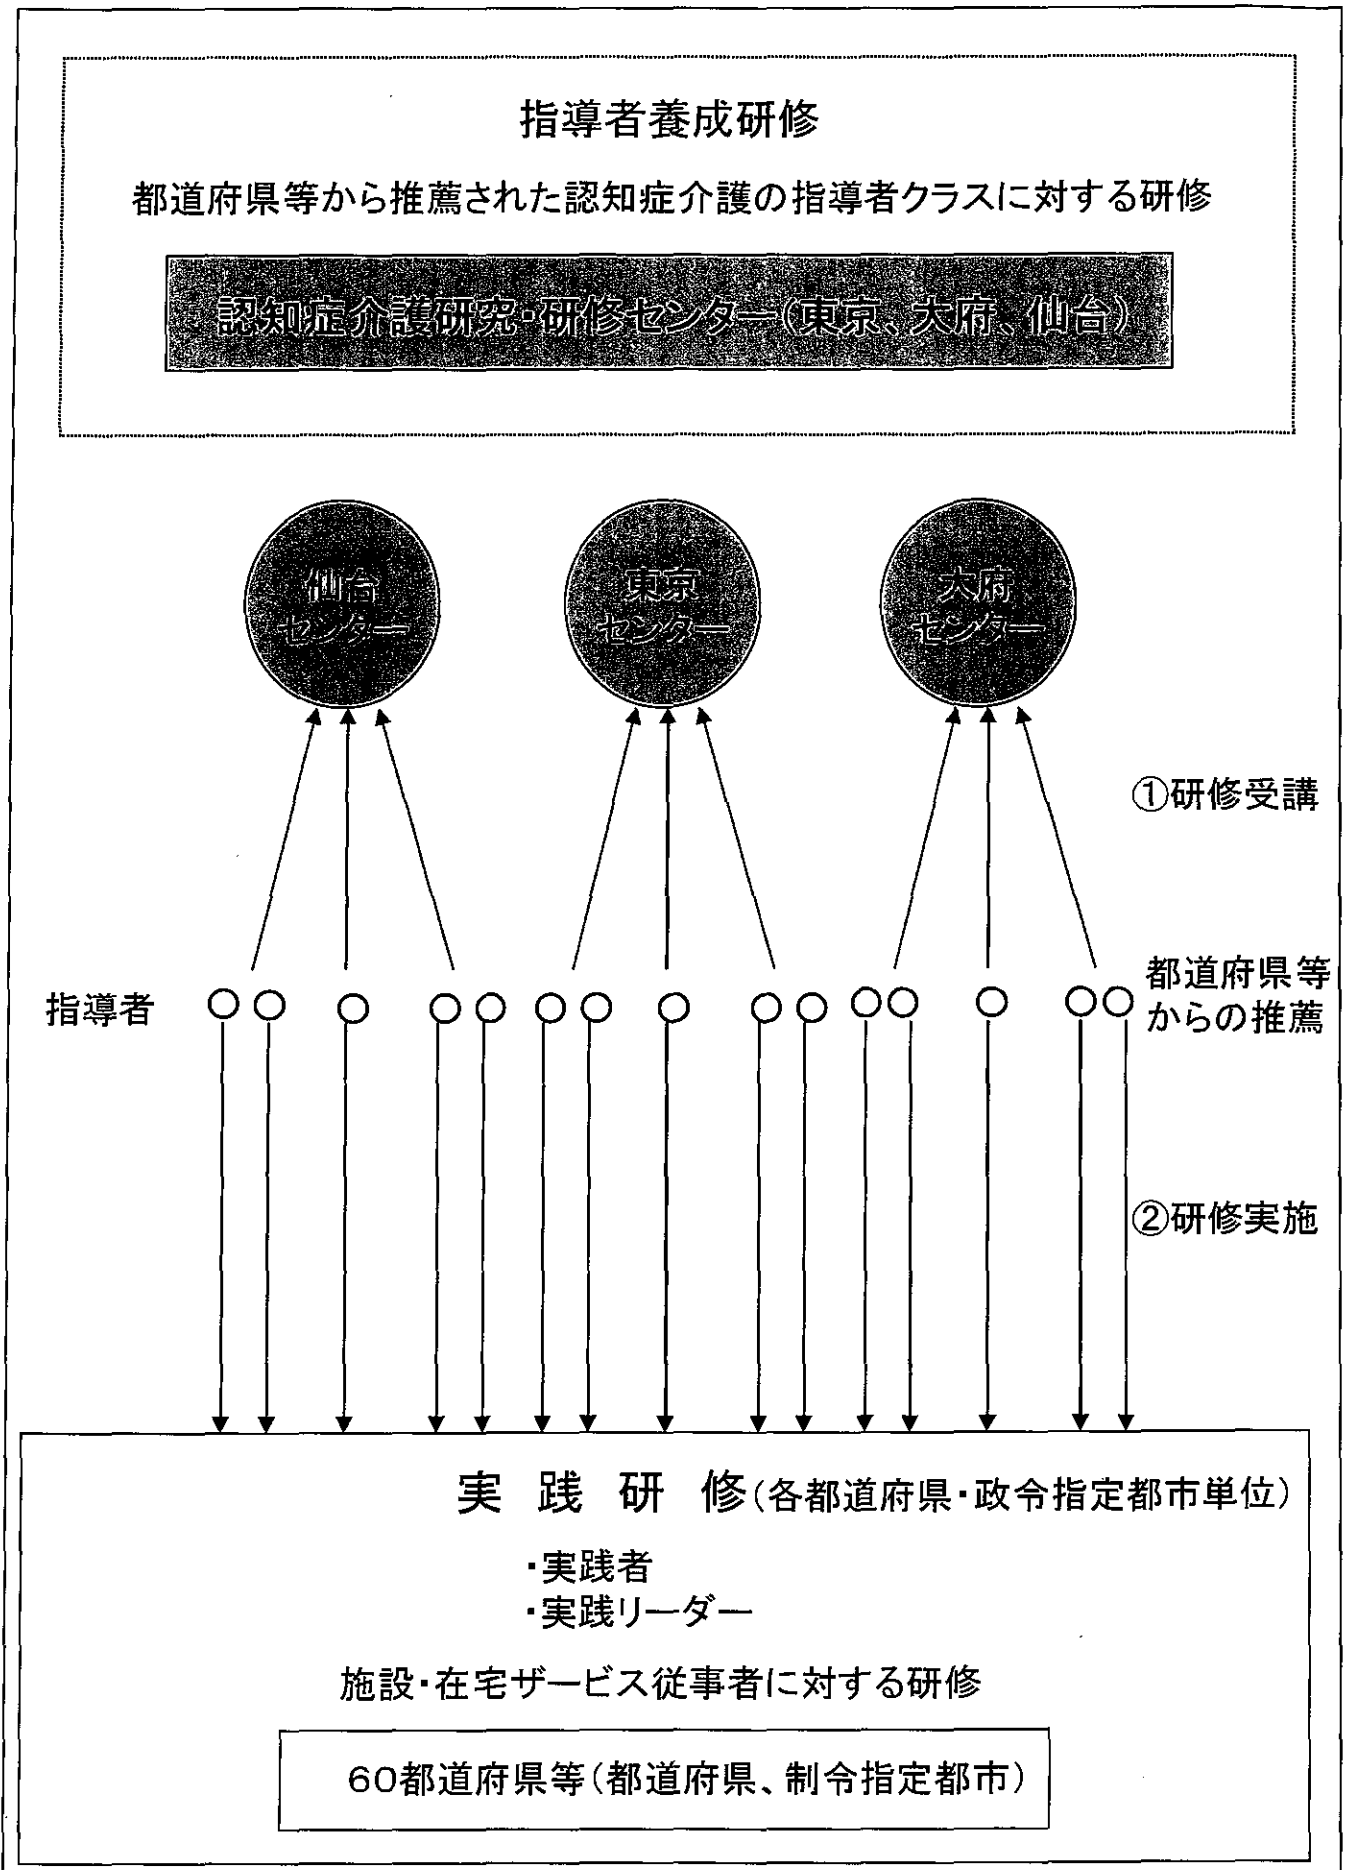 指導者養成研修
都道府県等から推薦された認知症介護の指導者クラスに対する研修
認知症介護研究・研修センター(東京、大府、仙台)
仙台
センター
東京
センター
大府
センター
①研修受講
指導者
都道府県等
からの推薦
②研修実施
実践研修(各都道府県・政令指定都市単位)
・実践者
・実践リーダー
施設・在宅ザービス従事者に対する研修
60都道府県等(都道府県、制令指定都市)